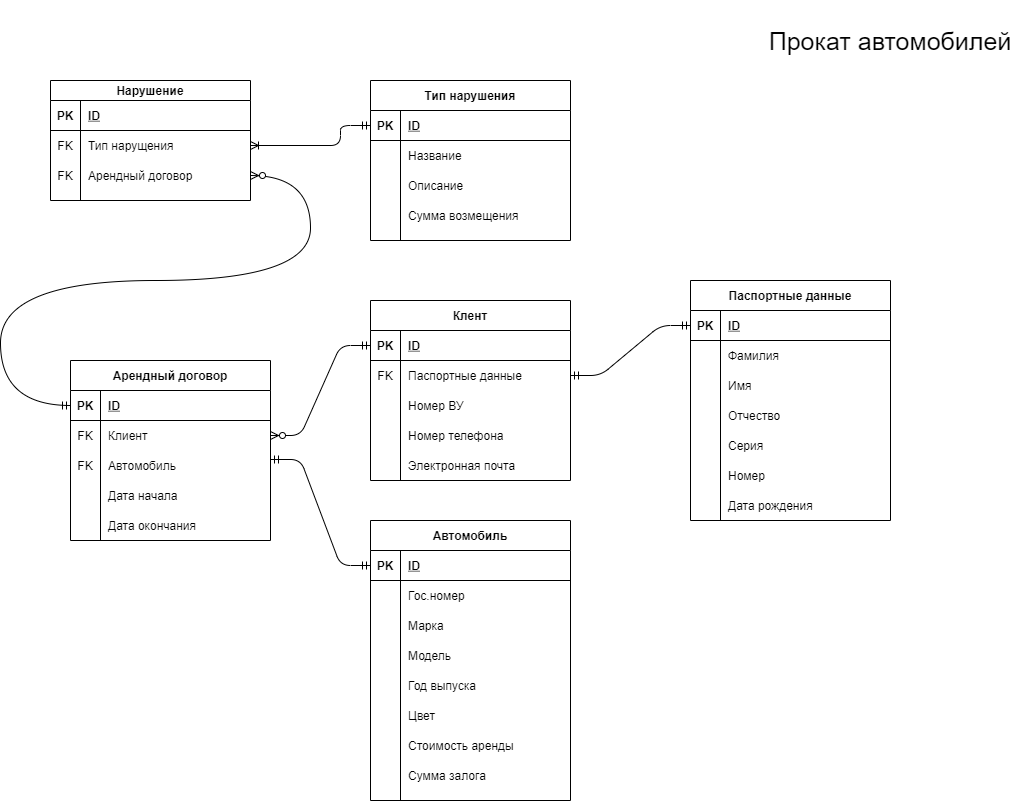 Прокат автомобилей
Нарушение
PK ID
FK Тип нарущения
FK Арендный договор
Тип нарушения
PK ID
Название
Описание
Сумма возмещения
Клент
PK ID
FK Паспортные данные
Номер ВУ
Номер телефона
Электронная почта
Паспортные данные
PK ID
Фамилия
Имя
Отчество
Серия
Номер
Дата рождения
Арендный договор
PK ID
FK Клиент
FK Автомобиль
Дата начала
Дата окончания
Автомобиль
PK ID
Гос.номер
Марка
Модель
Год выпуска
Цвет
Стоимость аренды
Сумма залога